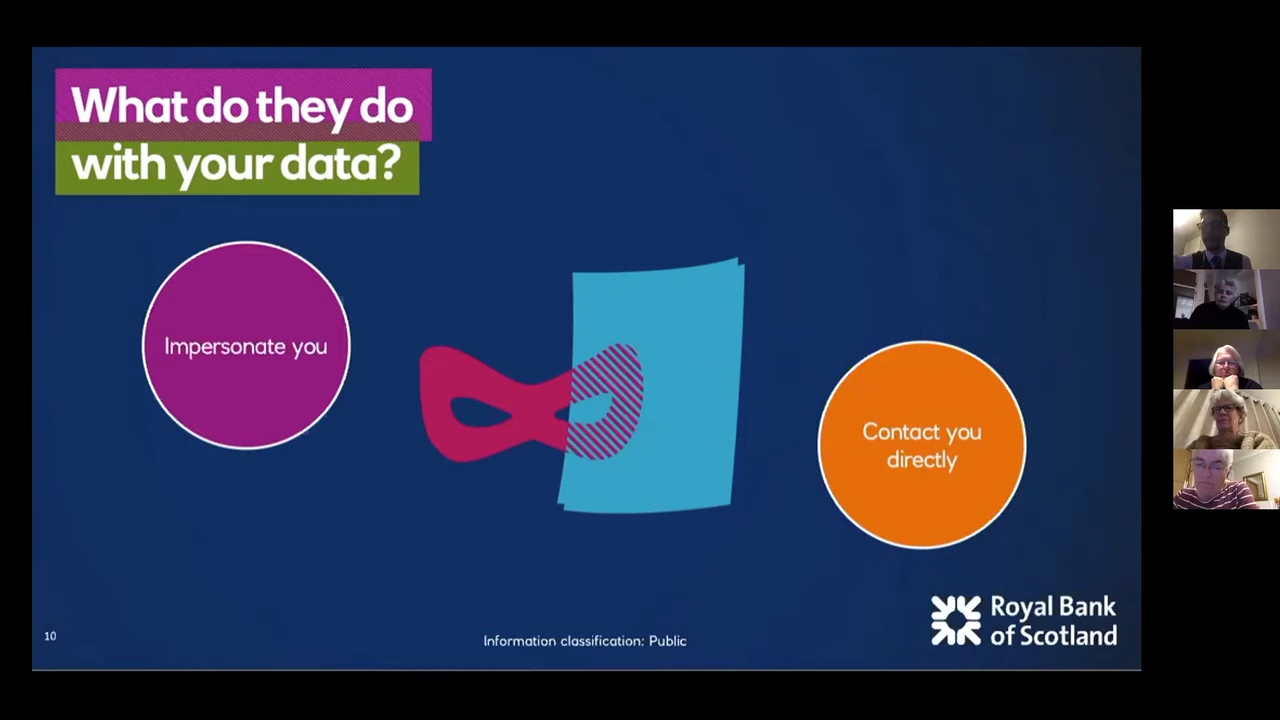 What do they do
with your data?
Impersonate you
Contact you
directly
10
Information classification: Public
Royal Bank
of Scotland